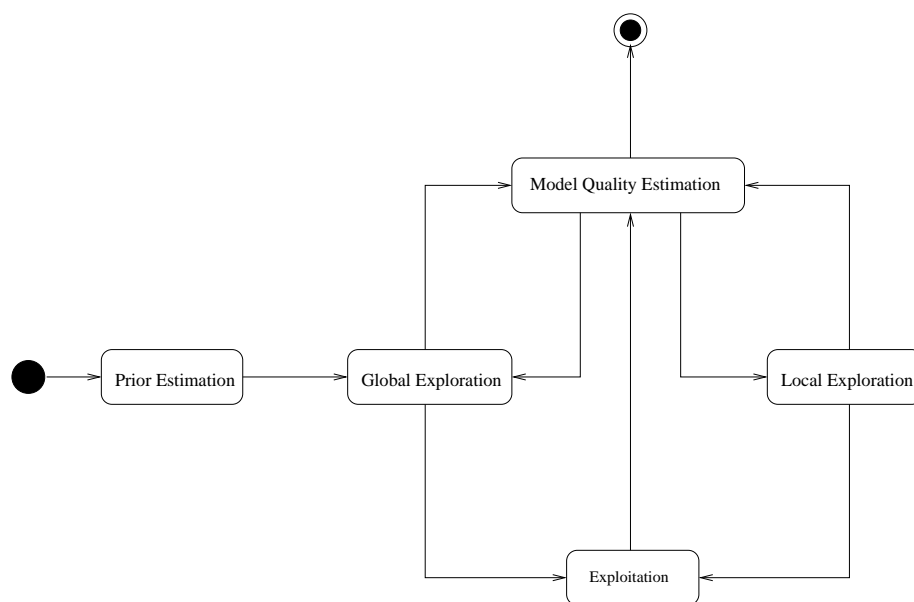 Model Quality Estimation
Prior Estimation
Global Exploration
Local Exploration
Exploitation